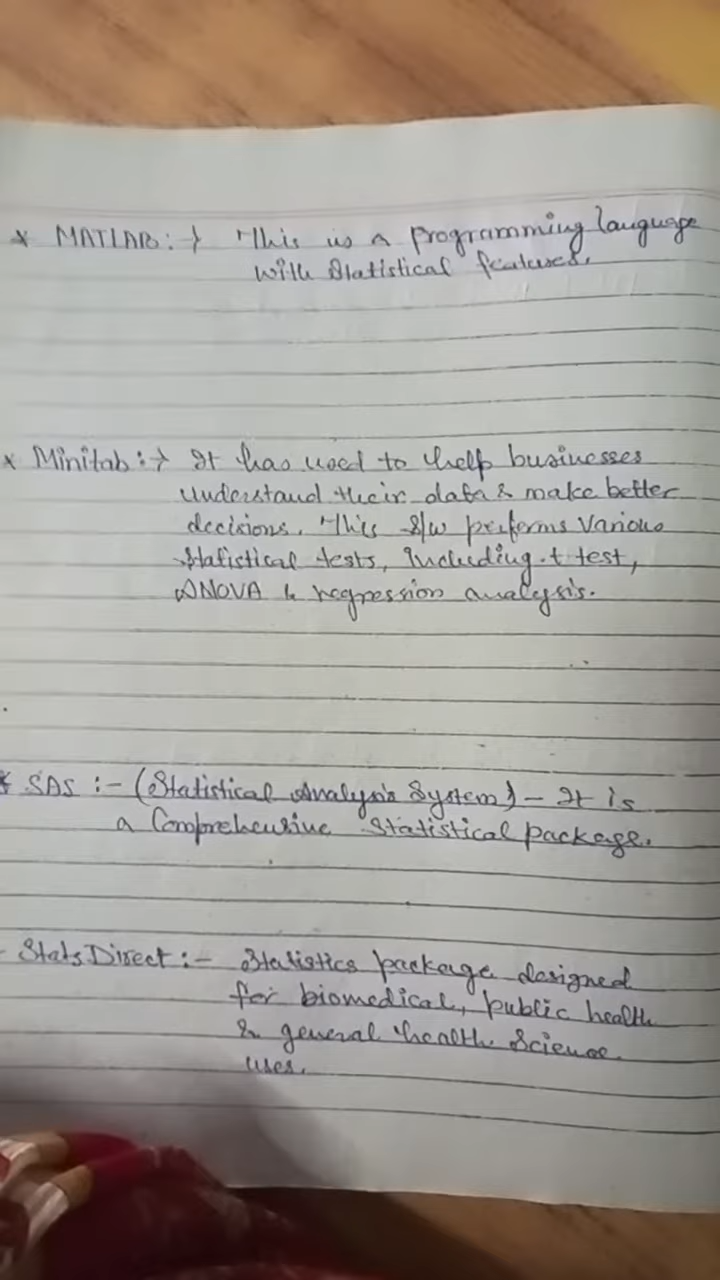 * MATLAB :→ This is a programming language
with Statistical features.
* Minitab :→ It has used to help businesses
understand their data & make better
decisions. This s/w performs various
statistical tests, Including t test,
ANOVA & regression analysis.
* SAS :- (Statistical Analysis System) - It is
a Comprehensive Statistical package.
- Stats Direct :- Statistics package designed
for biomedical, public health
& general health Science
uses.